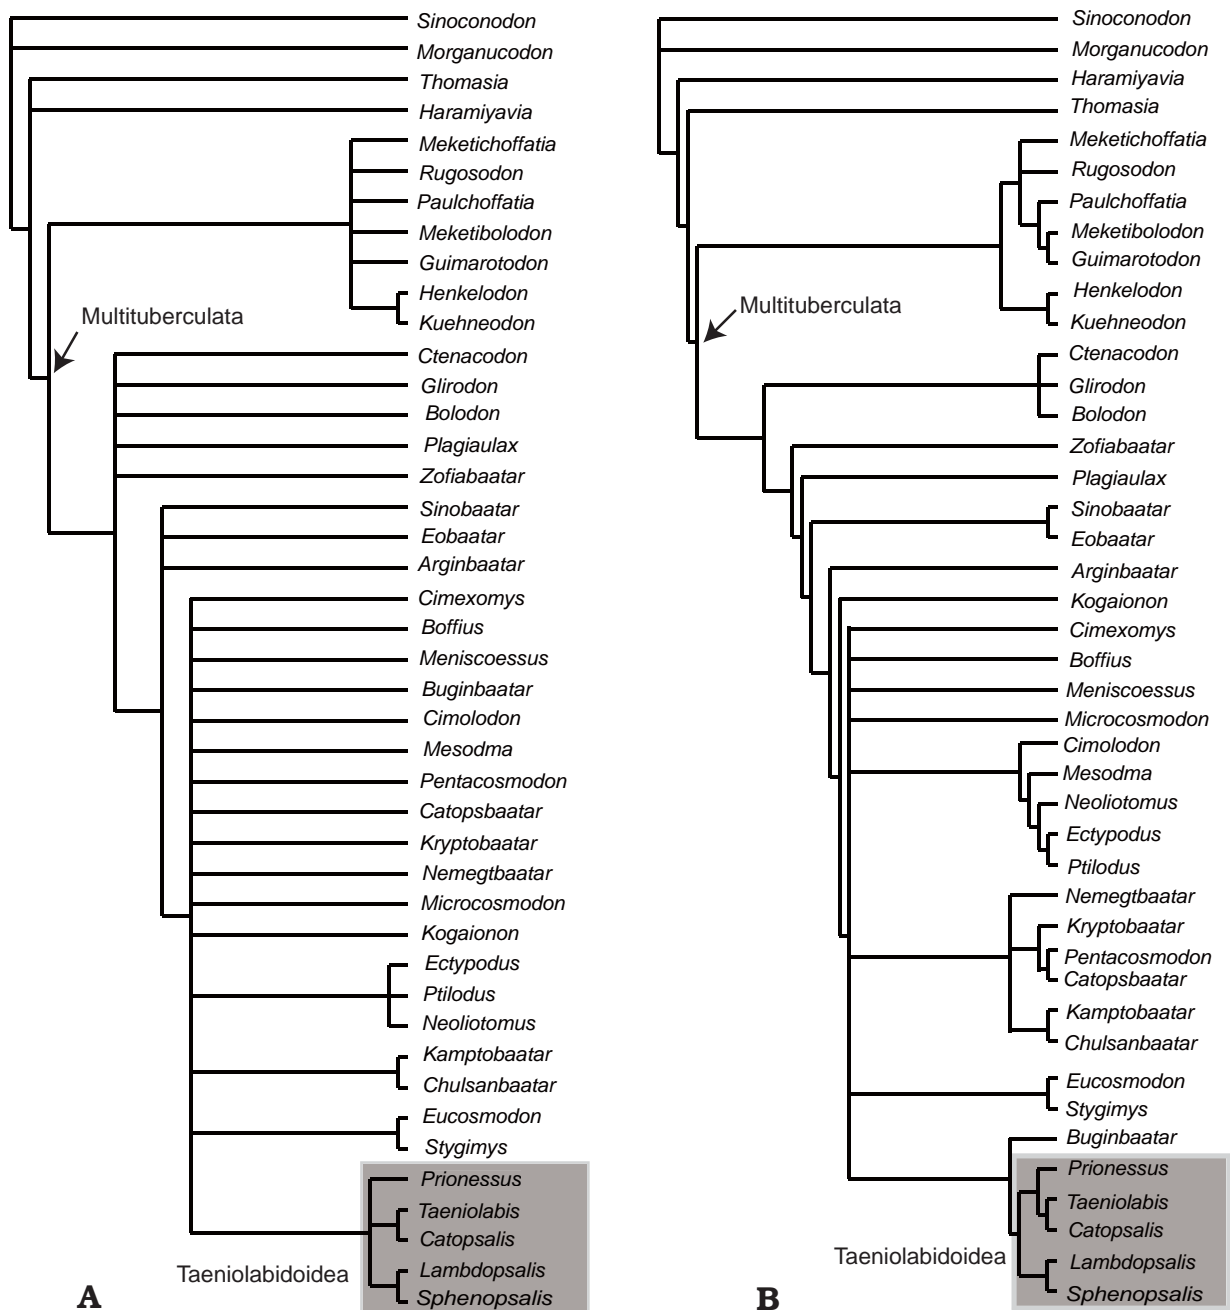 Sinoconodon
Morganucodon
Thomasia
Haramiyavia
Meketichoffatia
Rugosodon
Paulchoffatia
Meketibolodon
Guimarotodon
Henkelodon
Kuehneodon
Multituberculata
Ctenacodon
Glirodon
Bolodon
Plagiaulax
Zofiabaatar
Sinobaatar
Eobaatar
Arginbaatar
Cimexomys
Boffius
Meniscoessus
Buginbaatar
Cimolodon
Mesodma
Pentacosmodon
Catopsbaatar
Kryptobaatar
Nemegtbaatar
Microcosmodon
Kogaionon
Ectypodus
Ptilodus
Neoliotomus
Kamptobaatar
Chulsanbaatar
Eucosmodon
Stygimys
Prionessus
Taeniolabis
Catopsalis
Lambdopsalis
Sphenopsalis
Taeniolabidoidea
A
Sinoconodon
Morganucodon
Haramiyavia
Thomasia
Meketichoffatia
Rugosodon
Paulchoffatia
Meketibolodon
Guimarotodon
Henkelodon
Kuehneodon
Multituberculata
Ctenacodon
Glirodon
Bolodon
Zofiabaatar
Plagiaulax
Sinobaatar
Eobaatar
Arginbaatar
Kogaionon
Cimexomys
Boffius
Meniscoessus
Microcosmodon
Cimolodon
Mesodma
Neoliotomus
Ectypodus
Ptilodus
Nemegtbaatar
Kryptobaatar
Pentacosmodon
Catopsbaatar
Kamptobaatar
Chulsanbaatar
Eucosmodon
Stygimys
Buginbaatar
Prionessus
Taeniolabis
Catopsalis
Lambdopsalis
Sphenopsalis
Taeniolabidoidea
B